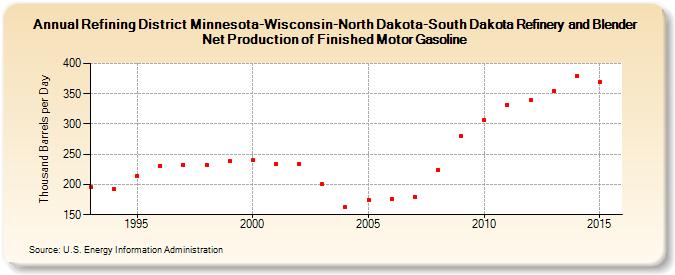 Annual Refining District Minnesota-Wisconsin-North Dakota-South Dakota Refinery and Blender
Net Production of Finished Motor Gasoline
Thousand Barrels per Day
400
350
300
250
200
150
1995
2000
2005
2010
2015
Source: U.S. Energy Information Administration